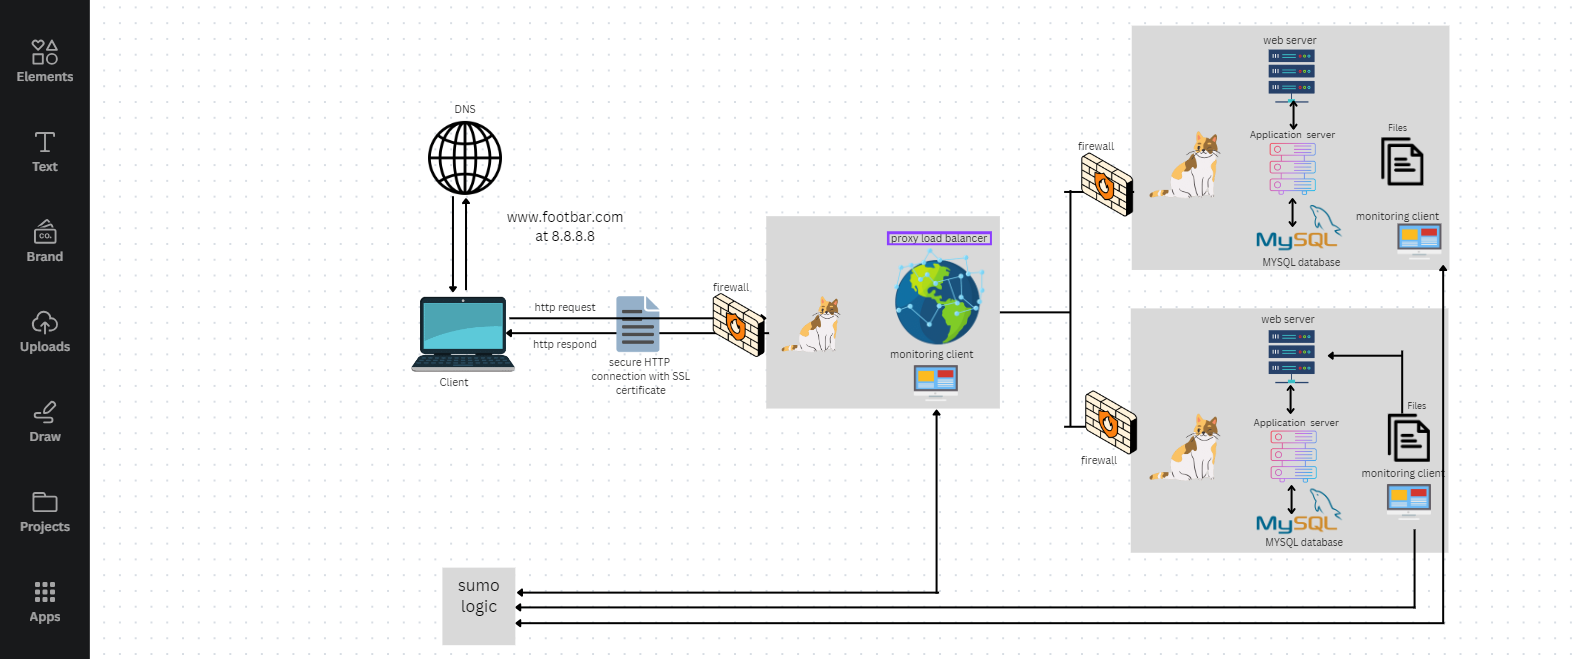 Elements
Text
CO.
Brand
Uploads
Draw
Projects
Apps
DNS
www.footbar.com
at 8.8.8.8
Client
http request
http respond
secure HTTP
connection with SSL
certificate
firewall
proxy load balancer
monitoring client
sumo
logic
firewall
firewall
web server
Application server
MySQL
MYSQL database
Files
monitoring client
web server
Application server
MySQL
MYSQL database
Files
monitoring client